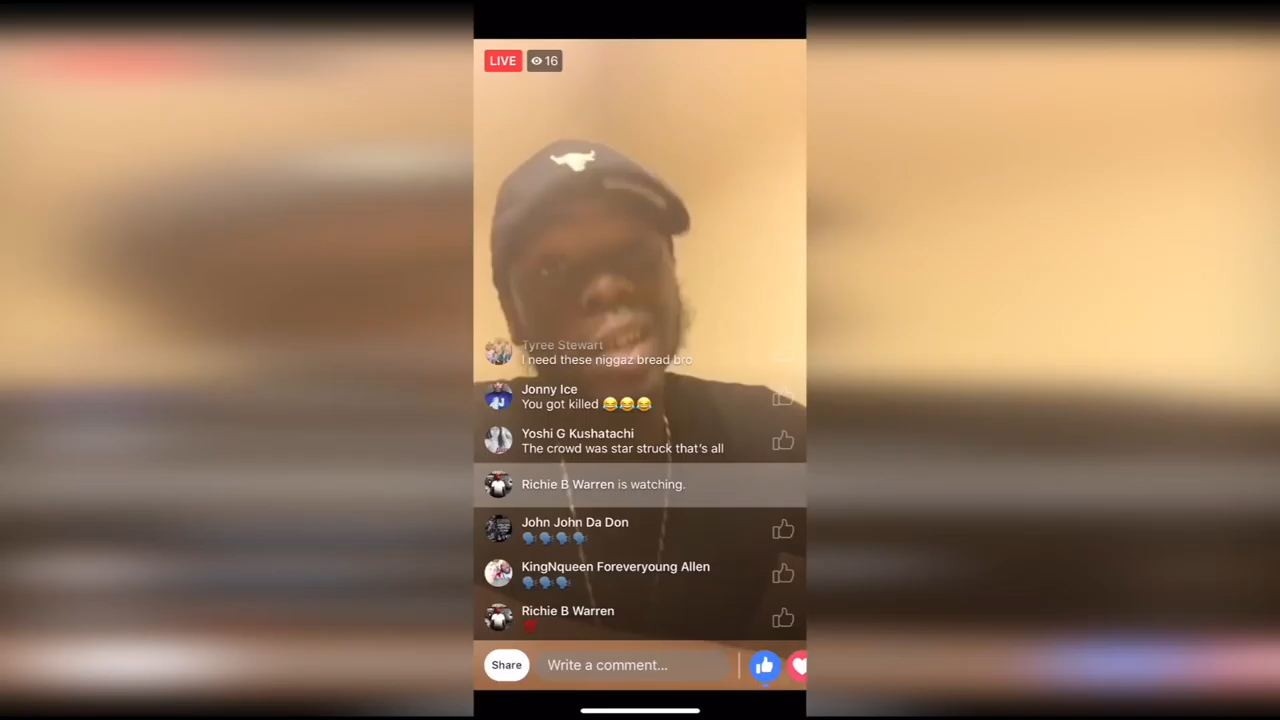 LIVE 16
Tyree Stewart
I need these niggaz bread bro
Jonny Ice
You got killed 😂😂😂
Yoshi G Kushatachi
The crowd was star struck that's all
Richie B Warren is watching.
John John Da Don
🗣🗣🗣🗣
KingNqueen Foreveryoung Allen
🗣🗣🗣
Richie B Warren
Share Write a comment...